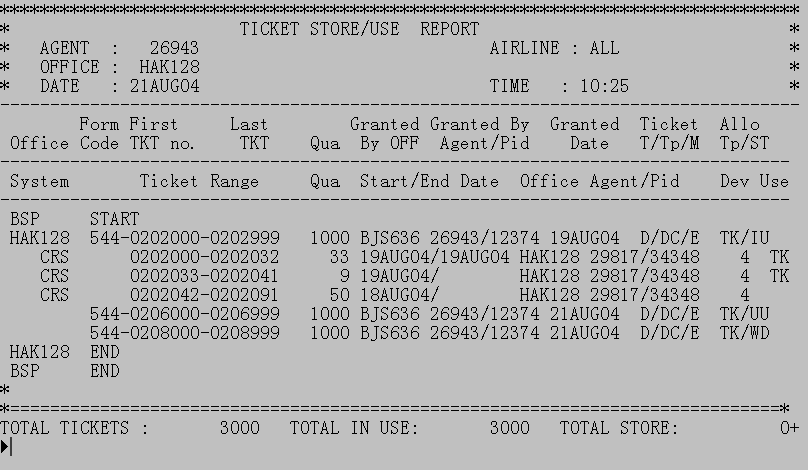 ********************************************************************************
*                       TICKET STORE/USE  REPORT                               *
*   AGENT  :   26943                             AIRLINE : ALL                 *
*   OFFICE :  HAK128                                                           *
*   DATE   : 21AUG04                             TIME   : 10:25                *
--------------------------------------------------------------------------------
        Form First     Last        Granted Granted By  Granted  Ticket  Allo
 Office Code TKT no.    TKT    Qua  By OFF  Agent/Pid    Date   T/Tp/M  Tp/ST
-------------------------------------------------------------------------------
 System       Ticket Range     Qua  Start/End Date  Office Agent/Pid    Dev Use
-------------------------------------------------------------------------------
 BSP     START
 HAK128  544-0202000-0202999   1000 BJS636 26943/12374 19AUG04  D/DC/E  TK/IU
    CRS      0202000-0202032     33 19AUG04/19AUG04 HAK128 29817/34348    4  TK
    CRS      0202033-0202041      9 19AUG04/        HAK128 29817/34348    4  TK
    CRS      0202042-0202091     50 18AUG04/        HAK128 29817/34348    4
         544-0206000-0206999   1000 BJS636 26943/12374 21AUG04  D/DC/E  TK/UU
         544-0208000-0208999   1000 BJS636 26943/12374 21AUG04  D/DC/E  TK/WD
 HAK128  END
 BSP     END
*
*=============================================================================*
TOTAL TICKETS :       3000   TOTAL IN USE:       3000   TOTAL STORE:          0+